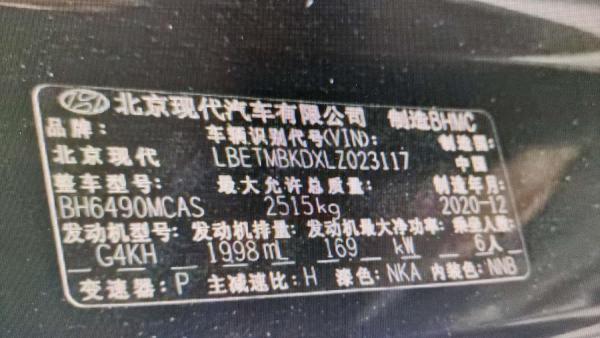 北京现代汽车有限公司 制造BHMC
品牌： 车辆识别代号(VIN)： 制造国：
北京现代 LBETMBKDXLZ023117 中国
整车型号： 最大允许总质量： 制造年月：
BH6490MCAS 2515kg 2020-12
发动机型号： 发动机排量： 发动机最大净功率： 乘坐人数：
G4KH 1998mL 169 kW 6人
变速器：P 主减速比：H 漆色：NKA 内装色：NNB